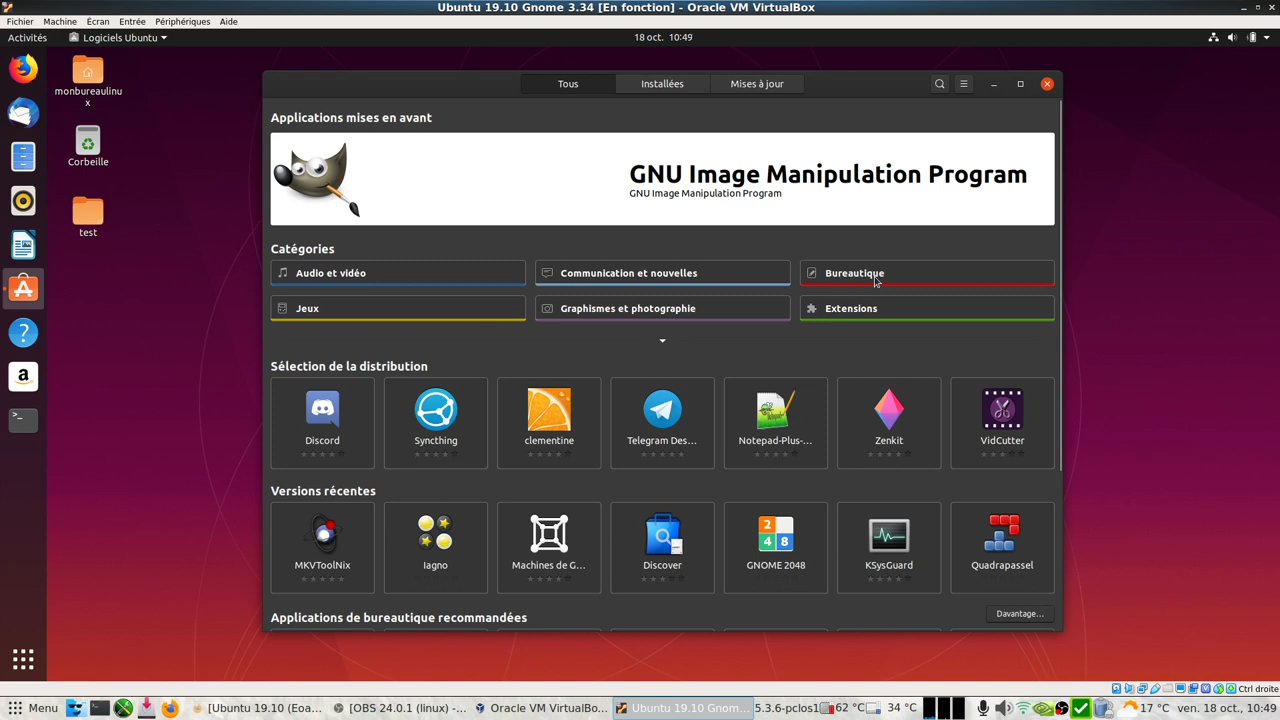 Ubuntu 19.10 Gnome 3.34 [En fonction] - Oracle VM VirtualBox
Fichier Machine Écran Entrée Périphériques Aide
Activités Logiciels Ubuntu 18 oct. 10:49
monbureaulinu
x
Corbeille
test
Tous Installées Mises à jour
Applications mises en avant
GNU Image Manipulation Program
GNU Image Manipulation Program
Catégories
Audio et vidéo Communication et nouvelles Bureautique
Jeux Graphismes et photographie Extensions
Sélection de la distribution
Discord Syncthing clementine Telegram Des... Notepad-Plus-... Zenkit VidCutter
Versions récentes
2 4 8
MKVToolNix Iagno Machines de G... Discover GNOME 2048 KSysGuard Quadrapassel
Applications de bureautique recommandées Davantage...
Ctrl droite
Menu [Ubuntu 19.10 (Eoa... [OBS 24.0.1 (linux) -... Oracle VM VirtualBo... Ubuntu 19.10 Gnom... 5.3.6-pclos1 62 °C 34 °C 17 °C ven. 18 oct., 10:49